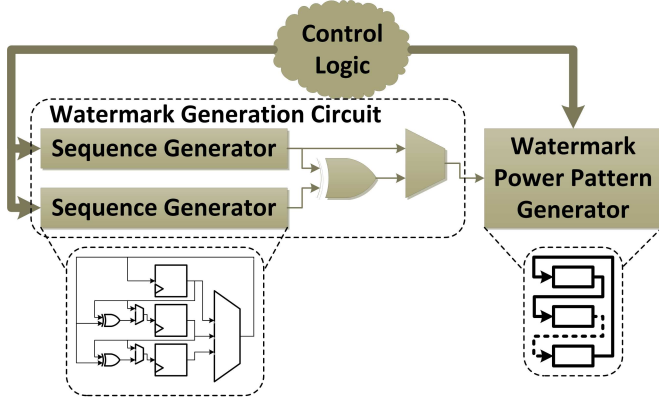 Control
Logic
Watermark Generation Circuit
Sequence Generator
Sequence Generator
Watermark
Power Pattern
Generator